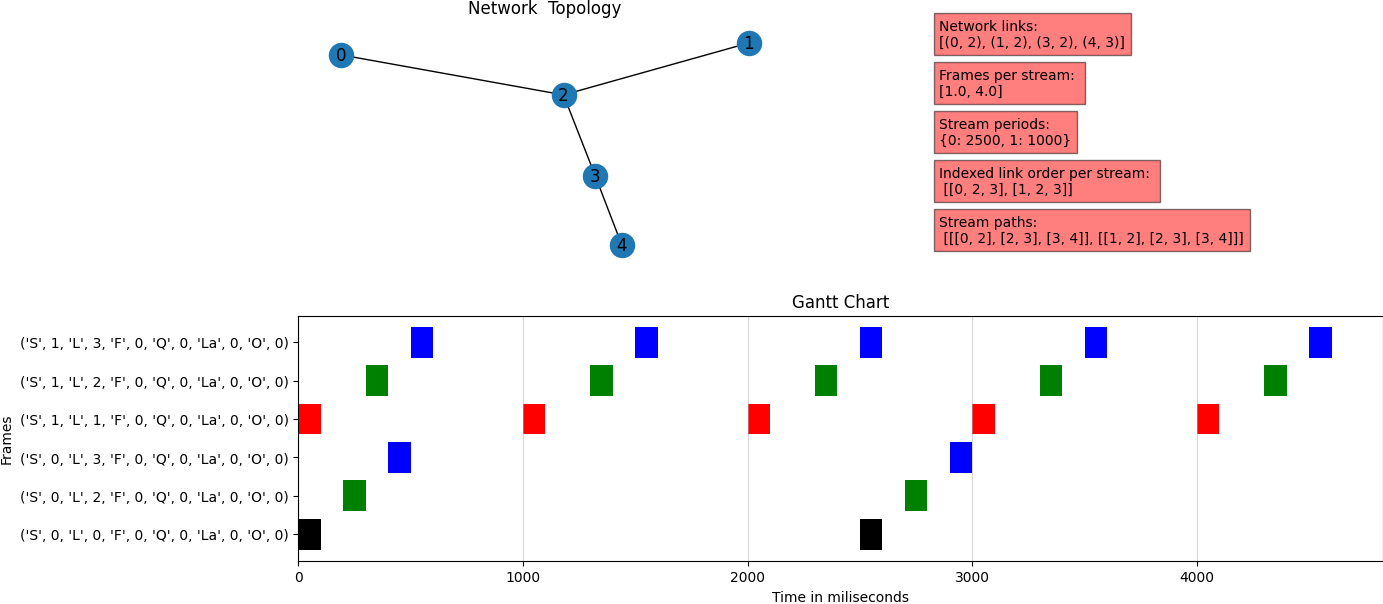 Network  Topology
0
1
2
3
4
Network links:
[(0, 2), (1, 2), (3, 2), (4, 3)]
Frames per stream:
[1.0, 4.0]
Stream periods:
{0: 2500, 1: 1000}
Indexed link order per stream:
[[0, 2, 3], [1, 2, 3]]
Stream paths:
[[[0, 2], [2, 3], [3, 4]], [[1, 2], [2, 3], [3, 4]]]
Gantt Chart
Frames
('S', 1, 'L', 3, 'F', 0, 'Q', 0, 'La', 0, 'O', 0)
('S', 1, 'L', 2, 'F', 0, 'Q', 0, 'La', 0, 'O', 0)
('S', 1, 'L', 1, 'F', 0, 'Q', 0, 'La', 0, 'O', 0)
('S', 0, 'L', 3, 'F', 0, 'Q', 0, 'La', 0, 'O', 0)
('S', 0, 'L', 2, 'F', 0, 'Q', 0, 'La', 0, 'O', 0)
('S', 0, 'L', 0, 'F', 0, 'Q', 0, 'La', 0, 'O', 0)
0 1000 2000 3000 4000
Time in miliseconds